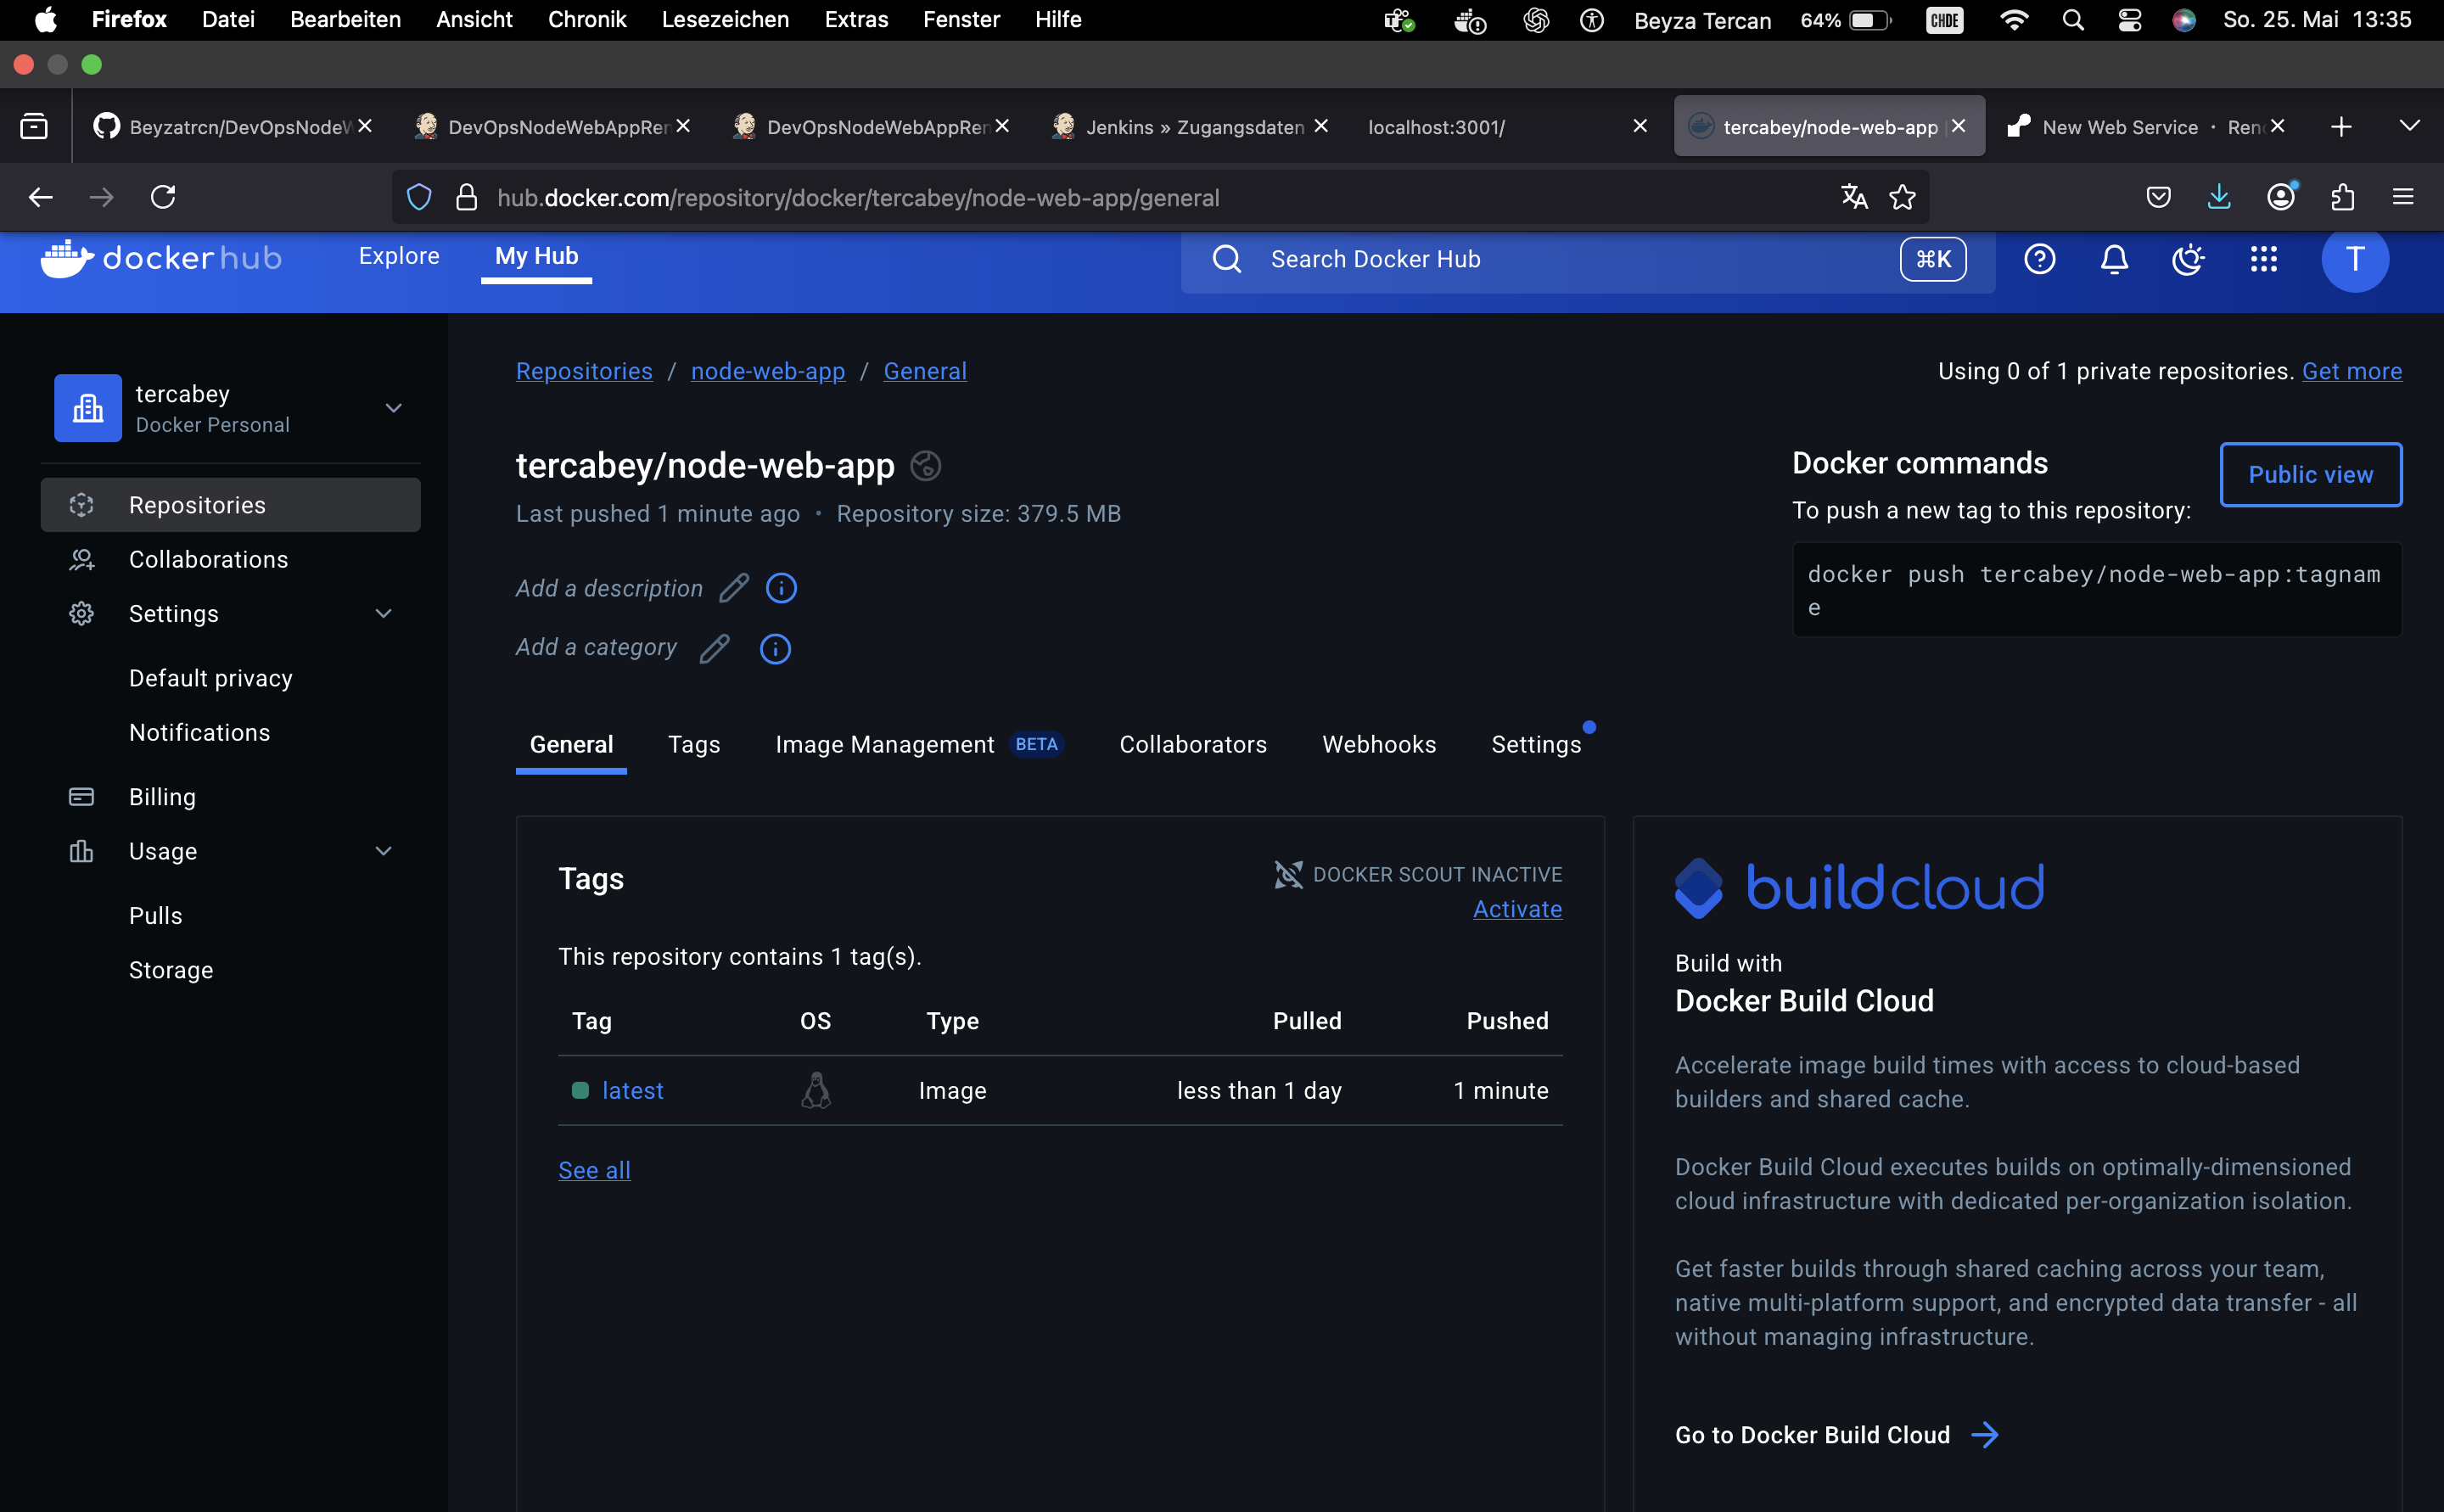 Firefox Datei Bearbeiten Ansicht Chronik Lesezeichen Extras Fenster Hilfe Beyza Tercan 64% CHDE So. 25. Mai 13:35
Beyzatrcn/DevOpsNodeW DevOpsNodeWebAppRen DevOpsNodeWebAppRen Jenkins » Zugangsdaten localhost:3001/ tercabey/node-web-app New Web Service · Rend
hub.docker.com/repository/docker/tercabey/node-web-app/general
dockerhub Explore My Hub Search Docker Hub ⌘K T
tercabey
Docker Personal
Repositories
Collaborations
Settings
Default privacy
Notifications
Billing
Usage
Pulls
Storage
Repositories / node-web-app / General
Using 0 of 1 private repositories. Get more
tercabey/node-web-app
Last pushed 1 minute ago • Repository size: 379.5 MB
Add a description
Add a category
Docker commands
To push a new tag to this repository:
Public view
docker push tercabey/node-web-app:tagnam
e
General Tags Image Management BETA Collaborators Webhooks Settings
Tags
DOCKER SCOUT INACTIVE
Activate
This repository contains 1 tag(s).
Tag OS Type Pulled Pushed
latest Image less than 1 day 1 minute
See all
buildcloud
Build with
Docker Build Cloud
Accelerate image build times with access to cloud-based
builders and shared cache.
Docker Build Cloud executes builds on optimally-dimensioned
cloud infrastructure with dedicated per-organization isolation.
Get faster builds through shared caching across your team,
native multi-platform support, and encrypted data transfer - all
without managing infrastructure.
Go to Docker Build Cloud